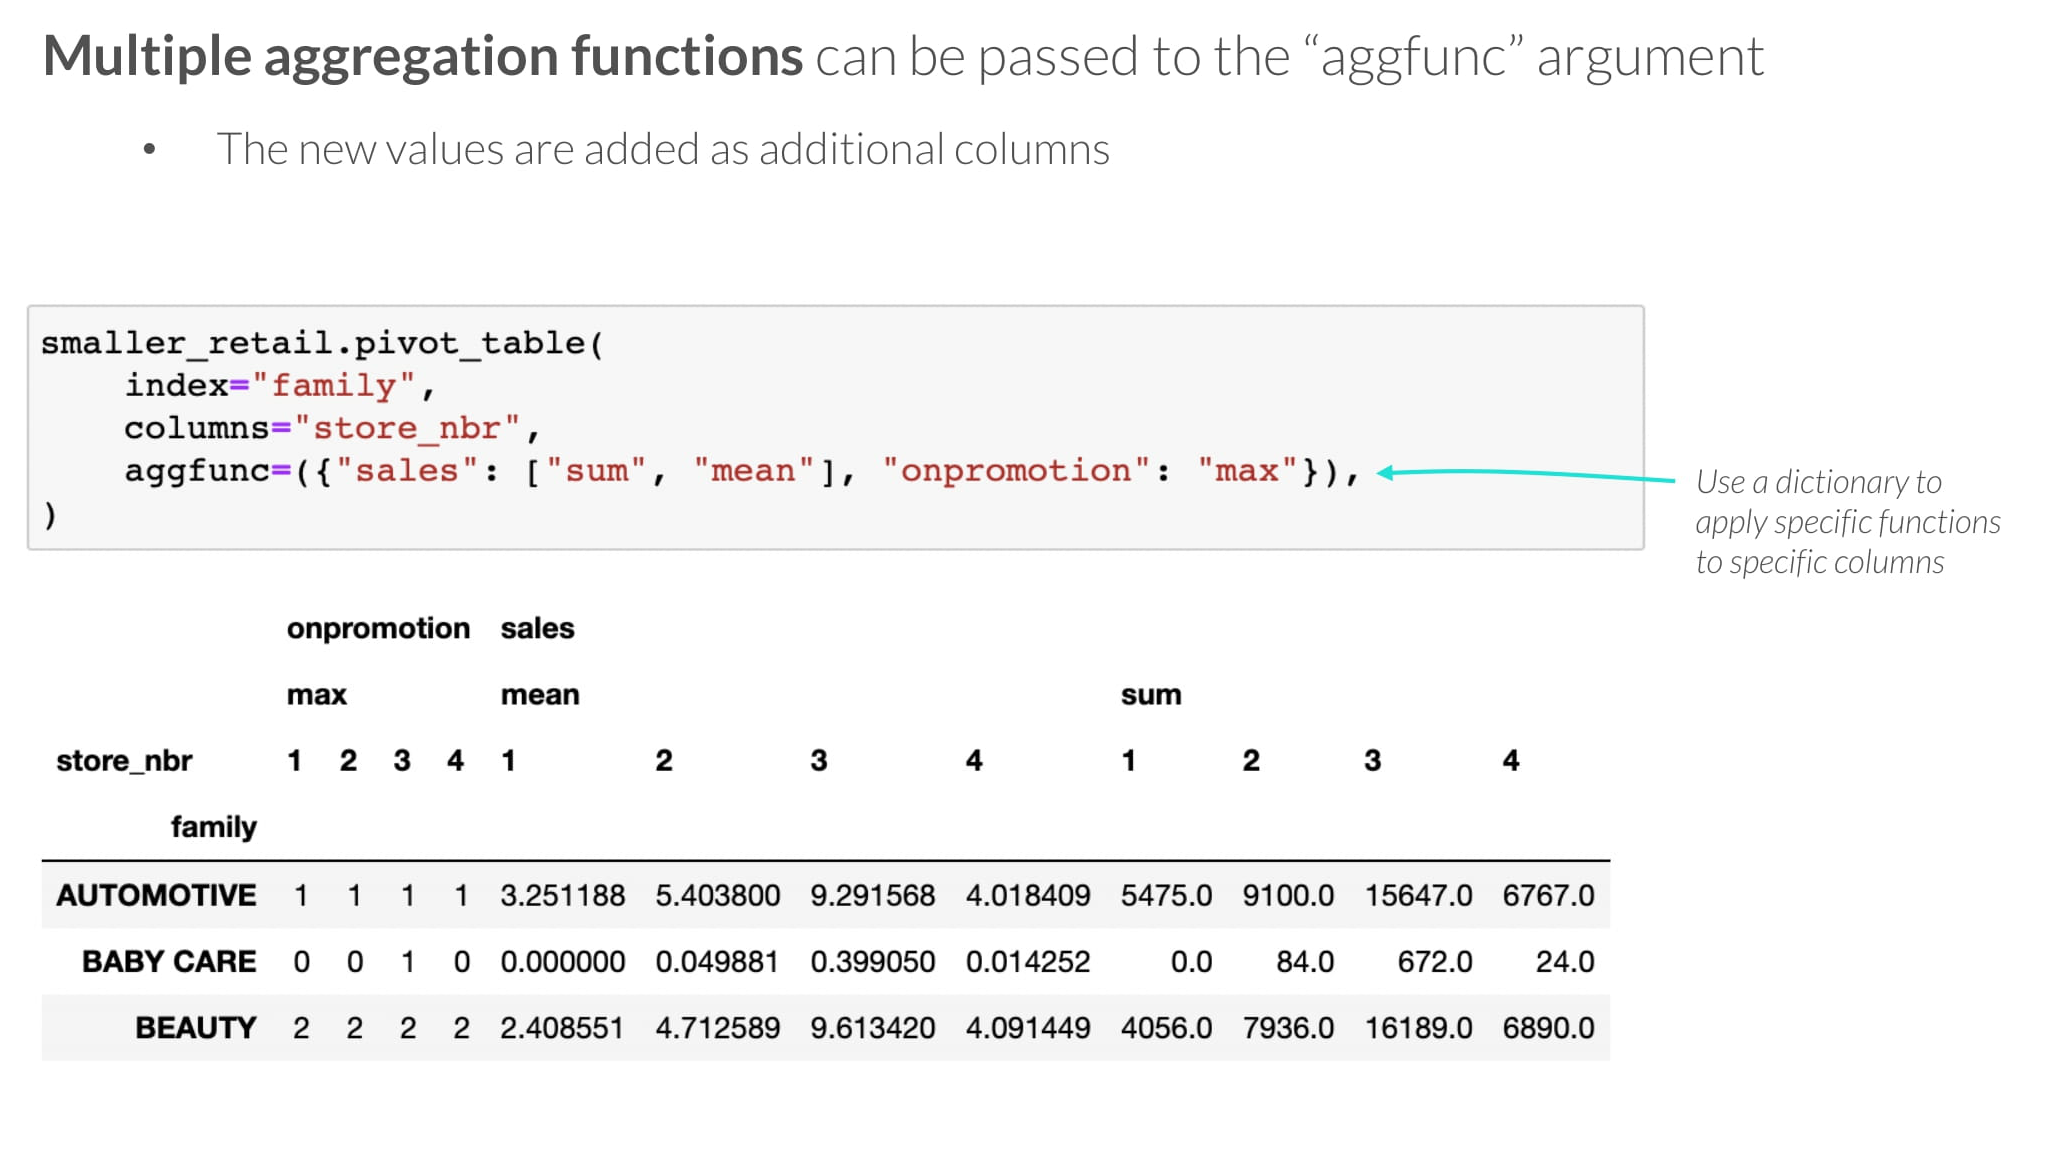 Multiple aggregation functions can be passed to the “aggfunc” argument
• The new values are added as additional columns
smaller_retail.pivot_table(
    index="family",
    columns="store_nbr",
    aggfunc=({"sales": ["sum", "mean"], "onpromotion": "max"}),
)
Use a dictionary to
apply specific functions
to specific columns
onpromotion sales
max mean sum
store_nbr 1 2 3 4 1 2 3 4 1 2 3 4
family
AUTOMOTIVE 1 1 1 1 3.251188 5.403800 9.291568 4.018409 5475.0 9100.0 15647.0 6767.0
BABY CARE 0 0 1 0 0.000000 0.049881 0.399050 0.014252 0.0 84.0 672.0 24.0
BEAUTY 2 2 2 2 2.408551 4.712589 9.613420 4.091449 4056.0 7936.0 16189.0 6890.0